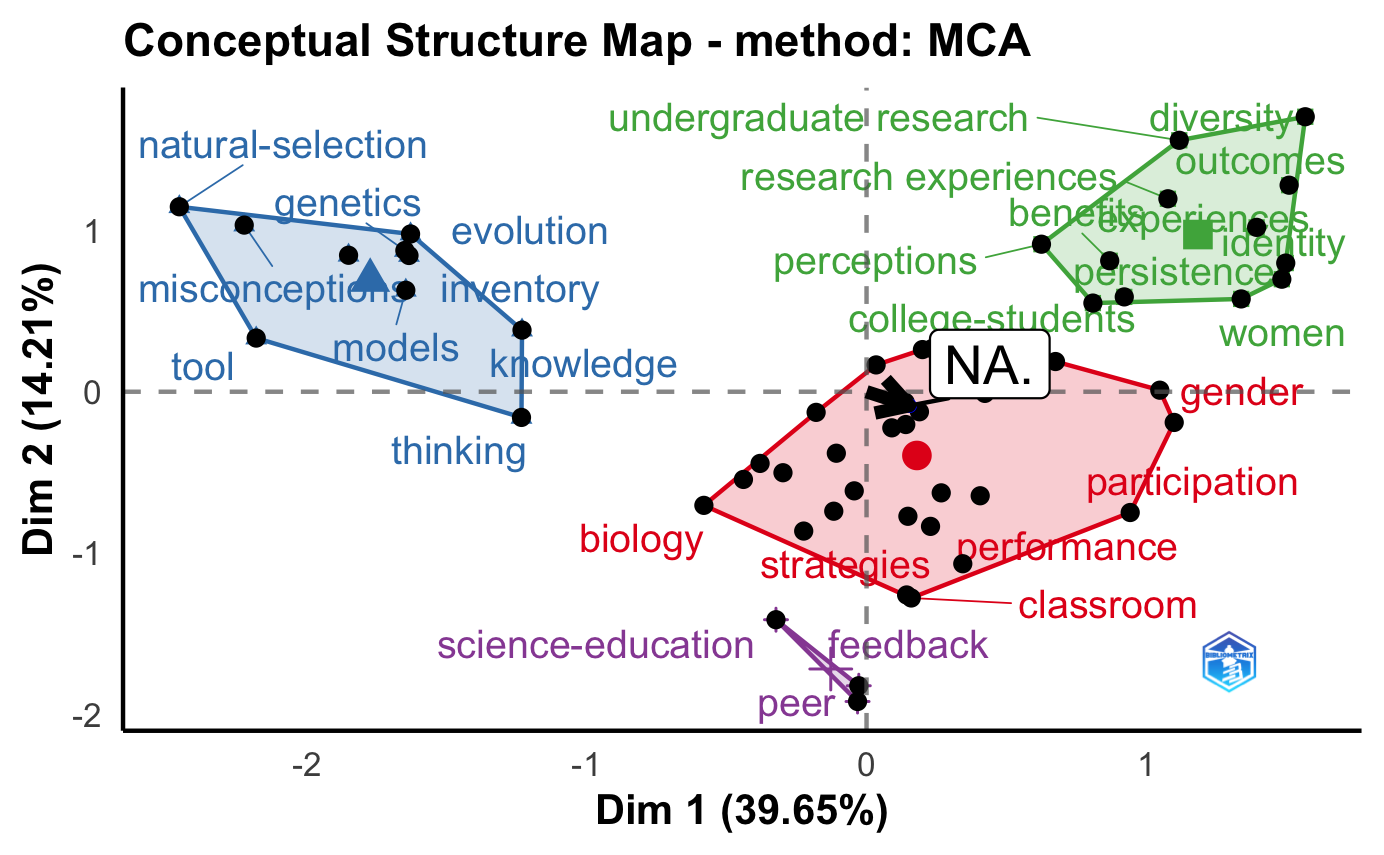 Conceptual Structure Map - method: MCA
undergraduate research
diversity
natural-selection
outcomes
research experiences
genetics
benefits
experiences
1
evolution
identity
perceptions
persistence
misconceptions
inventory
college-students
women
models
tool
knowledge
NA.
0
gender
thinking
participation
biology
performance
-1
strategies
classroom
science-education
feedback
BIBLIOMETRIX
peer
-2
-2
-1
0
1
Dim 1 (39.65%)
Dim 2 (14.21%)